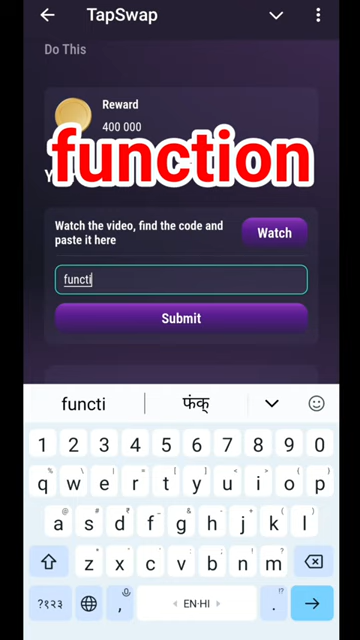 TapSwap
Do This
Reward
400 000
function
Watch the video, find the code and
paste it here
Watch
functi
Submit
functi
फंक्
1 2 3 4 5 6 7 8 9 0
q w e r t y u i o p
a s d f g h j k l
z x c v b n m
?१२३ , EN·HI .